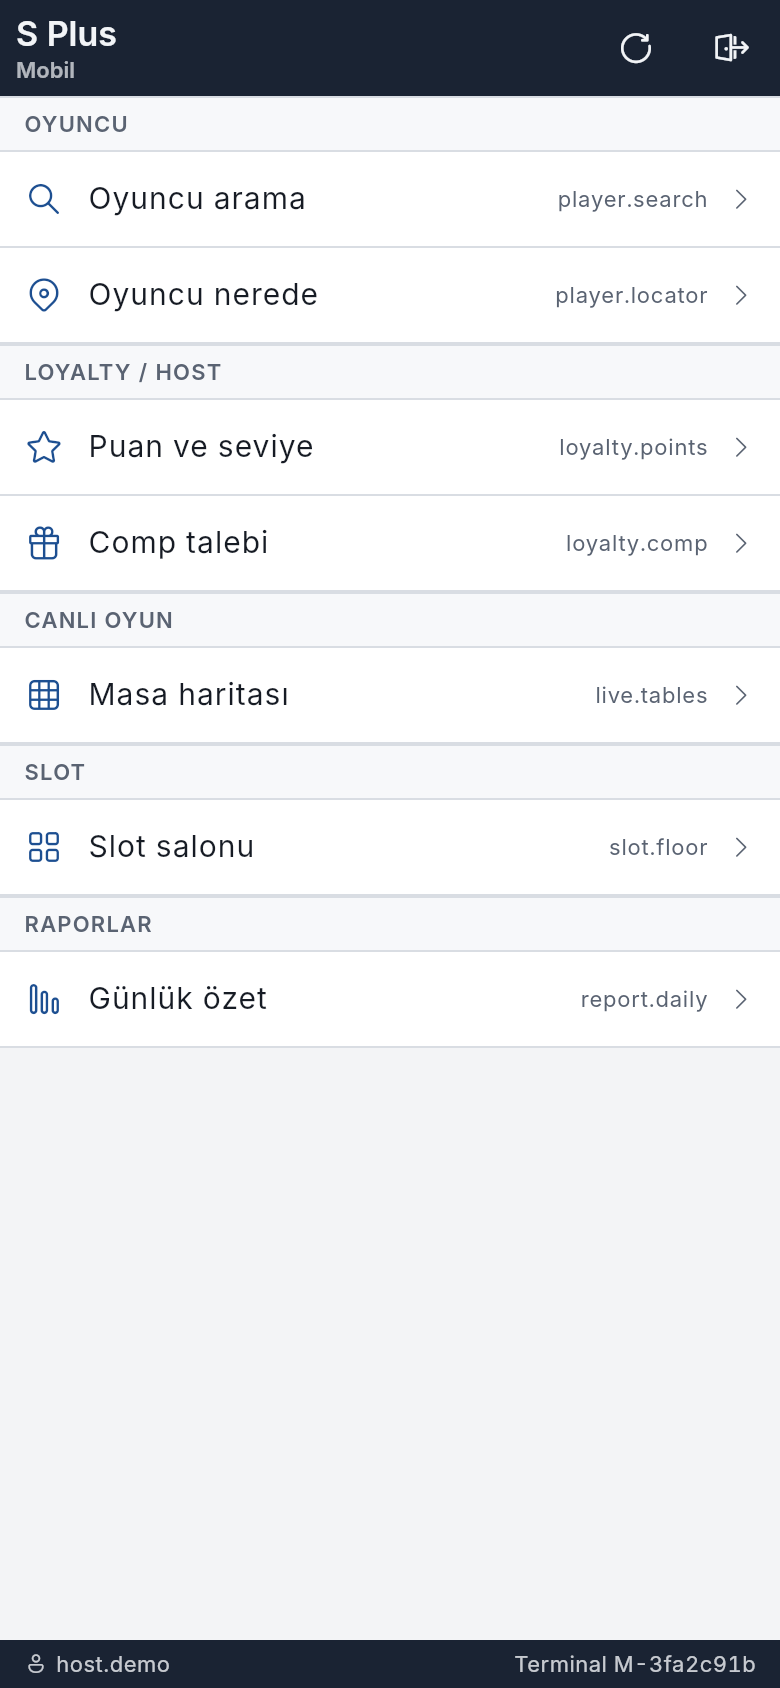 S Plus
Mobil
OYUNCU
Oyuncu arama player.search
Oyuncu nerede player.locator
LOYALTY / HOST
Puan ve seviye loyalty.points
Comp talebi loyalty.comp
CANLI OYUN
Masa haritası live.tables
SLOT
Slot salonu slot.floor
RAPORLAR
Günlük özet report.daily
host.demo Terminal M-3fa2c91b